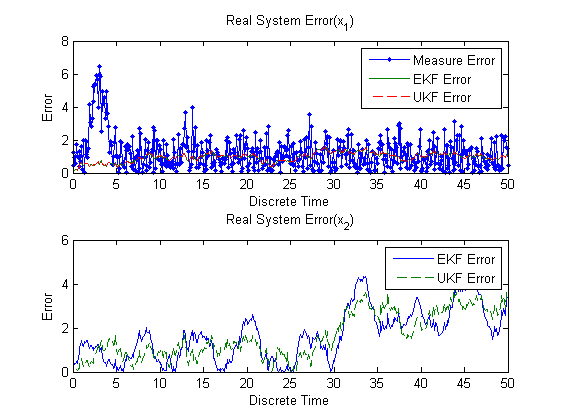 Real System Error(x1)
8
6
4
2
0
Error
Measure Error
EKF Error
UKF Error
0 5 10 15 20 25 30 35 40 45 50
Discrete Time
Real System Error(x2)
6
4
2
0
Error
EKF Error
UKF Error
0 5 10 15 20 25 30 35 40 45 50
Discrete Time